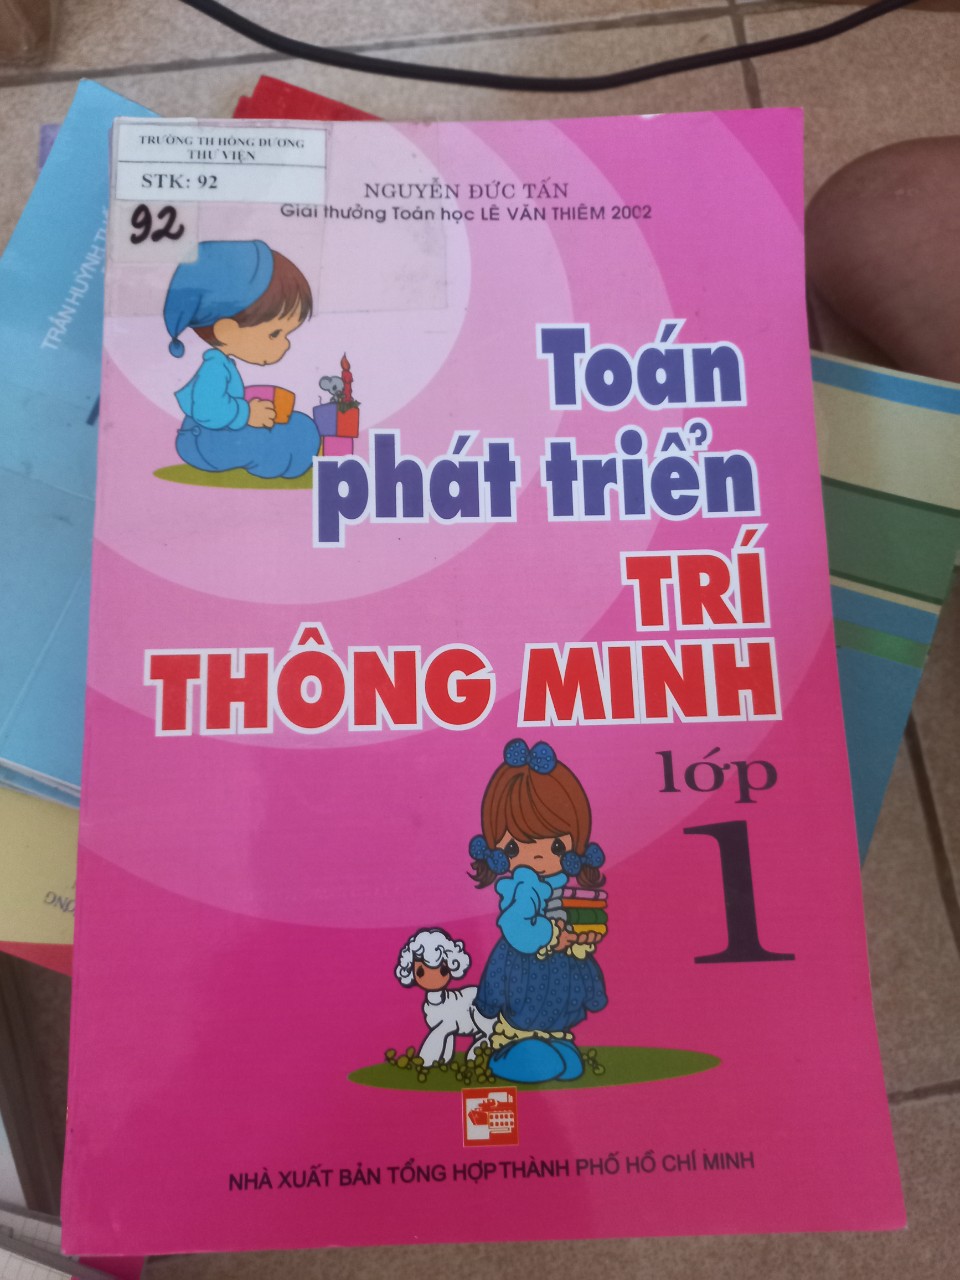 TRƯỜNG TH HỒNG DƯƠNG
THƯ VIỆN
STK: 92
92
NGUYỄN ĐỨC TẤN
Giải thưởng Toán học LÊ VĂN THIÊM 2002
Toán
phát triển
TRÍ
THÔNG MINH
lớp
1
NHÀ XUẤT BẢN TỔNG HỢP THÀNH PHỐ HỒ CHÍ MINH
TRẦN HUỲNH